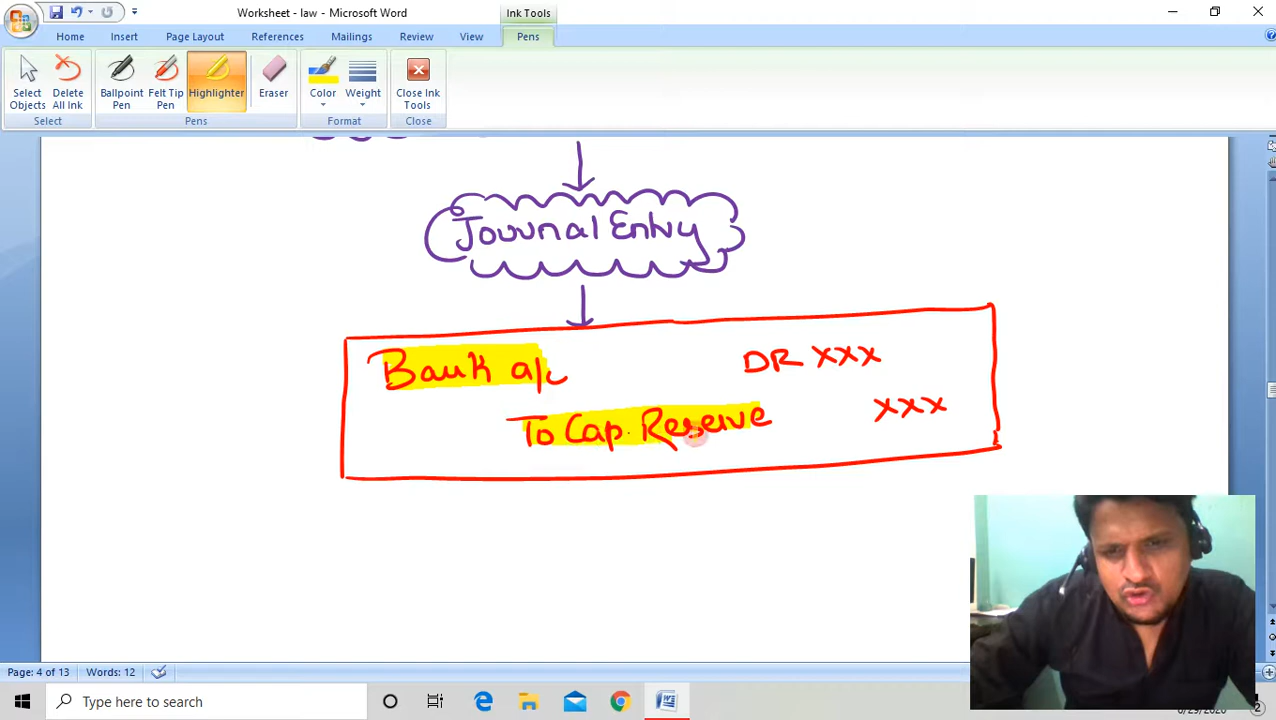 Worksheet - law - Microsoft Word
Ink Tools
Home Insert Page Layout References Mailings Review View Pens
Select Objects
Delete All Ink
Ballpoint Pen
Felt Tip Pen
Highlighter
Eraser
Color
Weight
Close Ink Tools
Select Pens Format Close
Journal Entry
Bank a/c DR xxx
To Cap. Reserve xxx
Page: 4 of 13 Words: 12
Type here to search
2